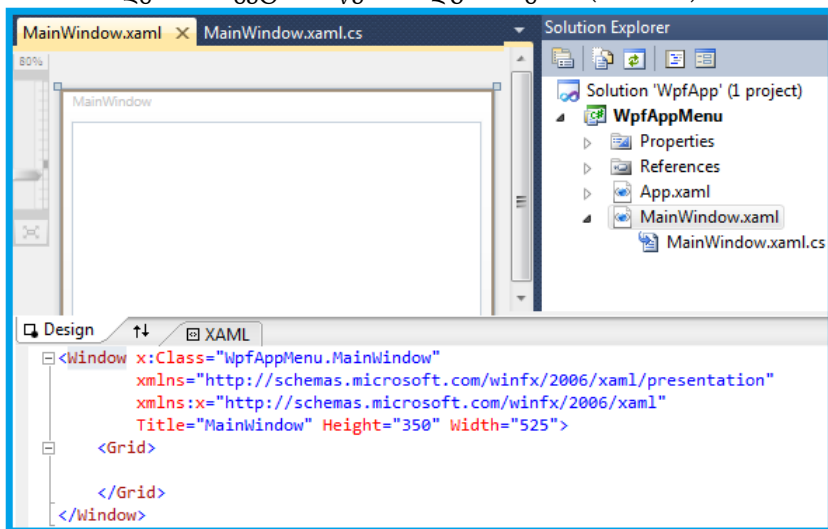 MainWindow.xaml × MainWindow.xaml.cs
80%
MainWindow
Solution Explorer
Solution 'WpfApp' (1 project)
WpfAppMenu
Properties
References
App.xaml
MainWindow.xaml
MainWindow.xaml.cs
Design XAML
<Window x:Class="WpfAppMenu.MainWindow"
xmlns="http://schemas.microsoft.com/winfx/2006/xaml/presentation"
xmlns:x="http://schemas.microsoft.com/winfx/2006/xaml"
Title="MainWindow" Height="350" Width="525">
<Grid>
</Grid>
</Window>